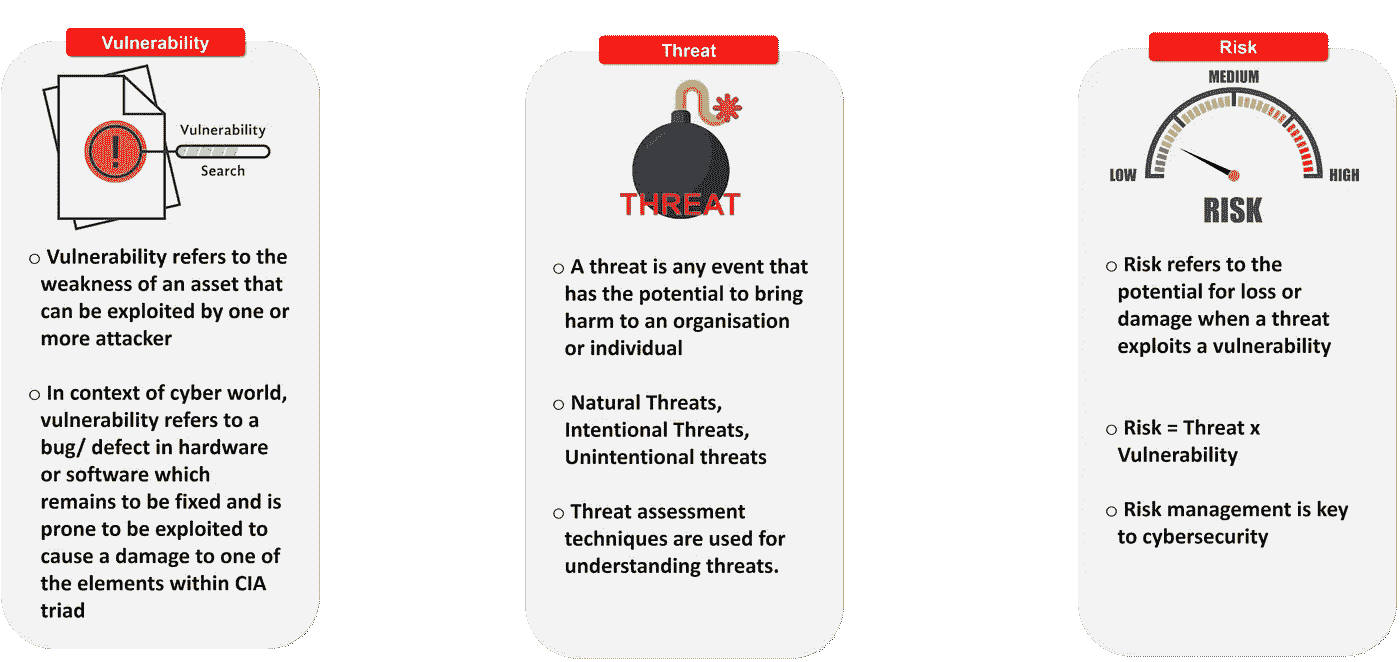 Vulnerability
Vulnerability
Search
○ Vulnerability refers to the
weakness of an asset that
can be exploited by one or
more attacker
○ In context of cyber world,
vulnerability refers to a
bug/ defect in hardware
or software which
remains to be fixed and is
prone to be exploited to
cause a damage to one of
the elements within CIA
triad
Threat
THREAT
○ A threat is any event that
has the potential to bring
harm to an organisation
or individual
○ Natural Threats,
Intentional Threats,
Unintentional threats
○ Threat assessment
techniques are used for
understanding threats.
Risk
MEDIUM
LOW
HIGH
RISK
○ Risk refers to the
potential for loss or
damage when a threat
exploits a vulnerability
○ Risk = Threat x
Vulnerability
○ Risk management is key
to cybersecurity